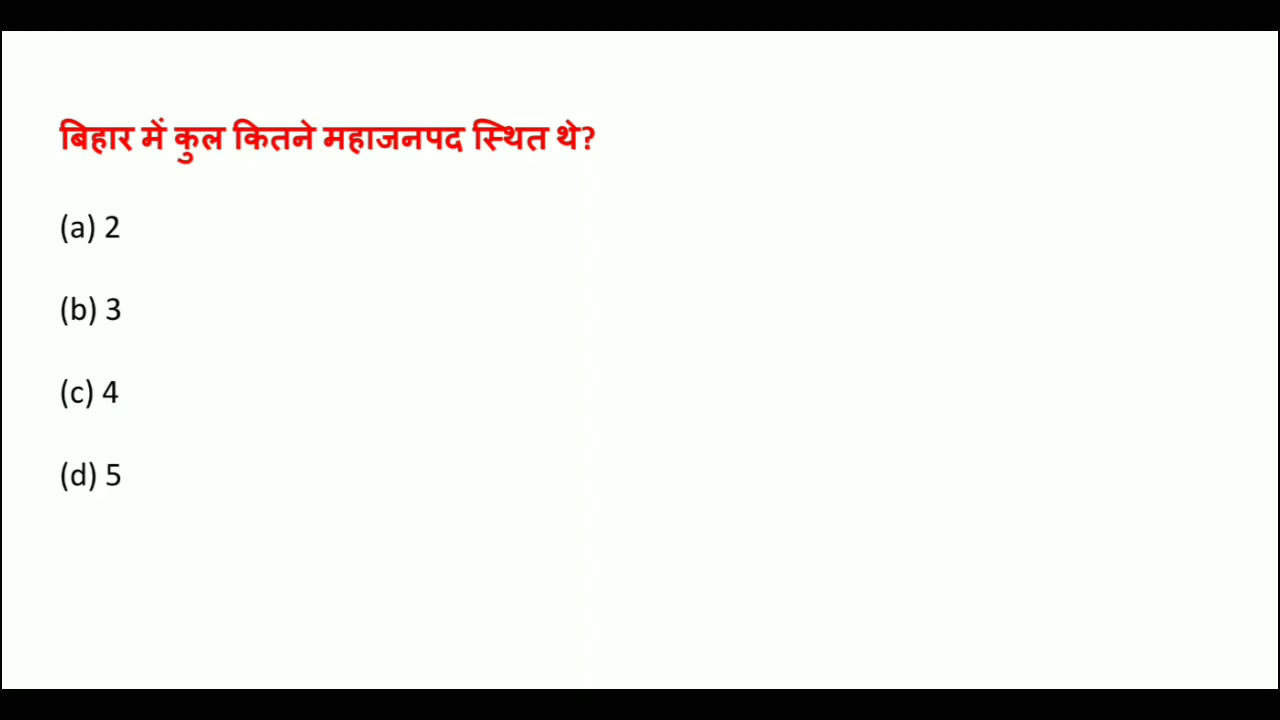 बिहार में कुल कितने महाजनपद स्थित थे?
(a) 2
(b) 3
(c) 4
(d) 5